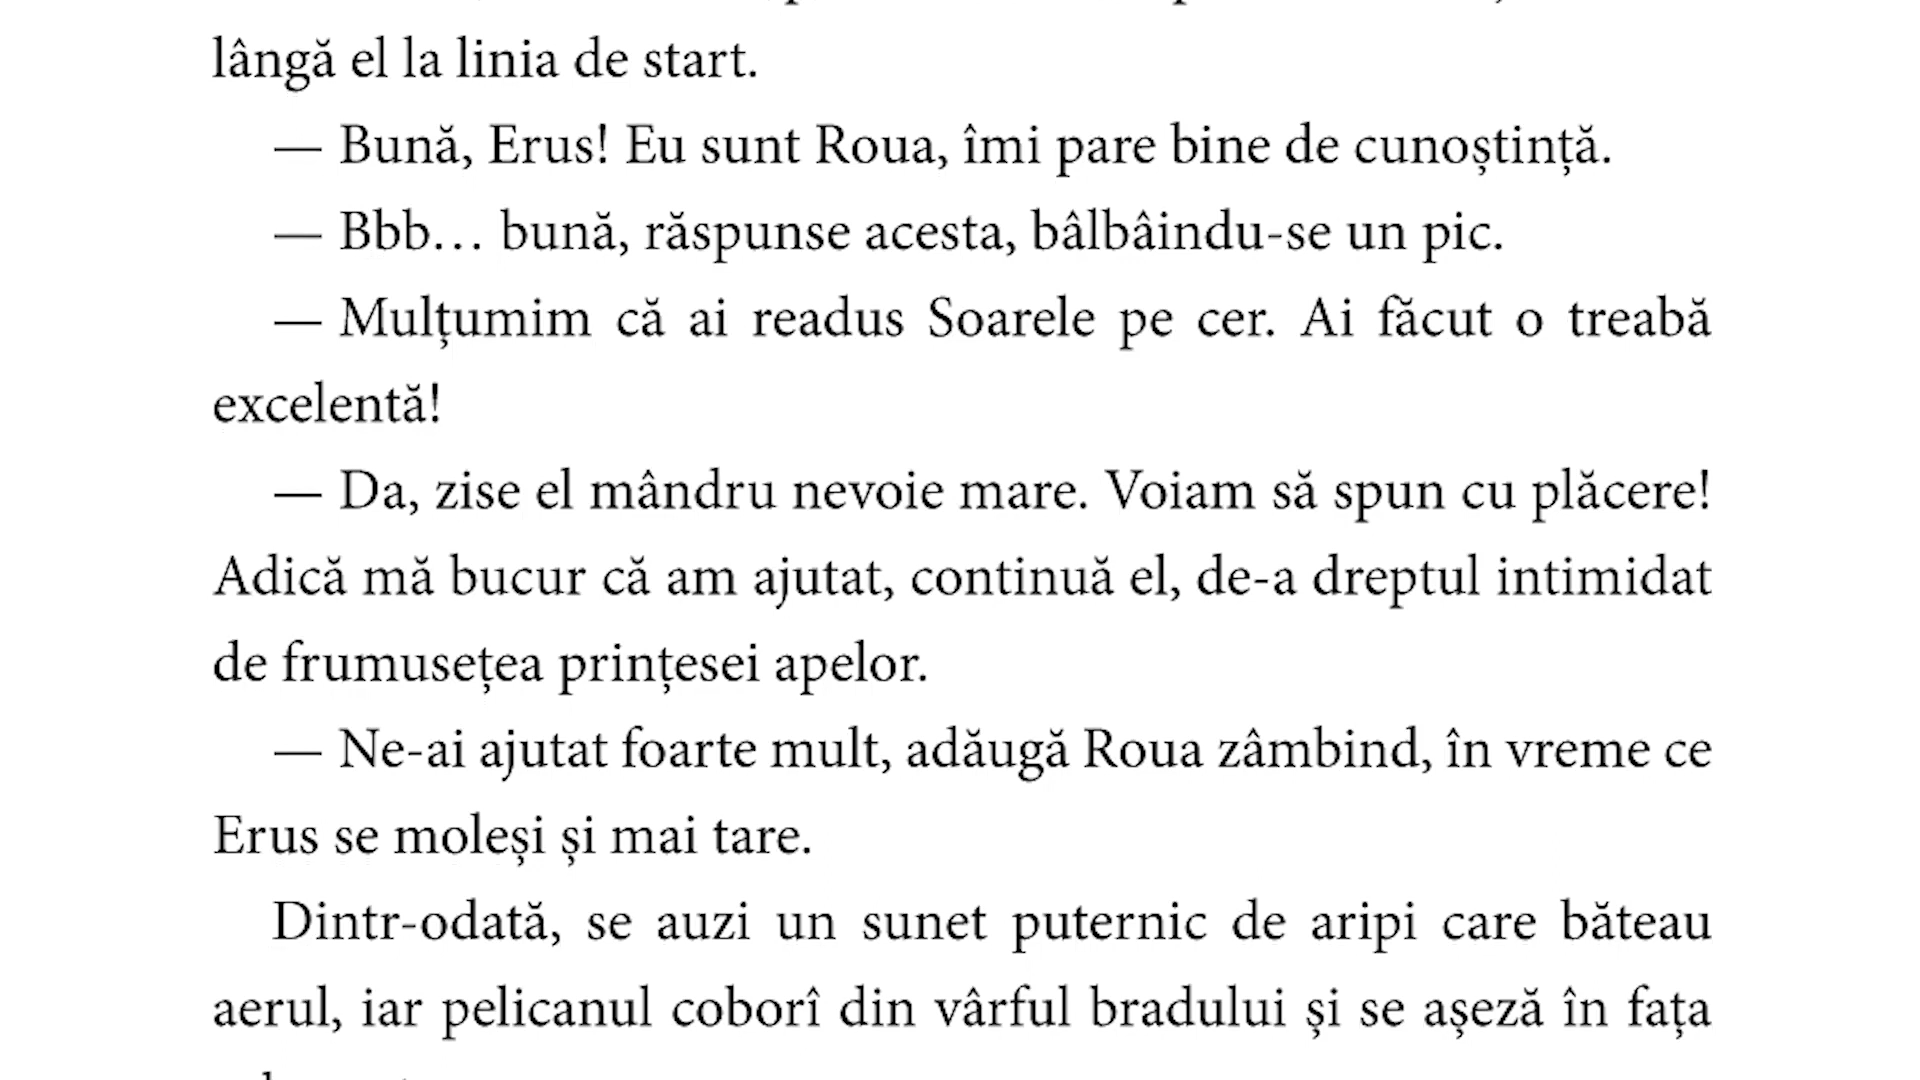 lângă el la linia de start.
— Bună, Erus! Eu sunt Roua, îmi pare bine de cunoștință.
— Bbb… bună, răspunse acesta, bâlbâindu-se un pic.
— Mulțumim că ai readus Soarele pe cer. Ai făcut o treabă
excelentă!
— Da, zise el mândru nevoie mare. Voiam să spun cu plăcere!
Adică mă bucur că am ajutat, continuă el, de-a dreptul intimidat
de frumusețea prințesei apelor.
— Ne-ai ajutat foarte mult, adăugă Roua zâmbind, în vreme ce
Erus se moleși și mai tare.
Dintr-odată, se auzi un sunet puternic de aripi care băteau
aerul, iar pelicanul coborî din vârful bradului și se așeză în fața